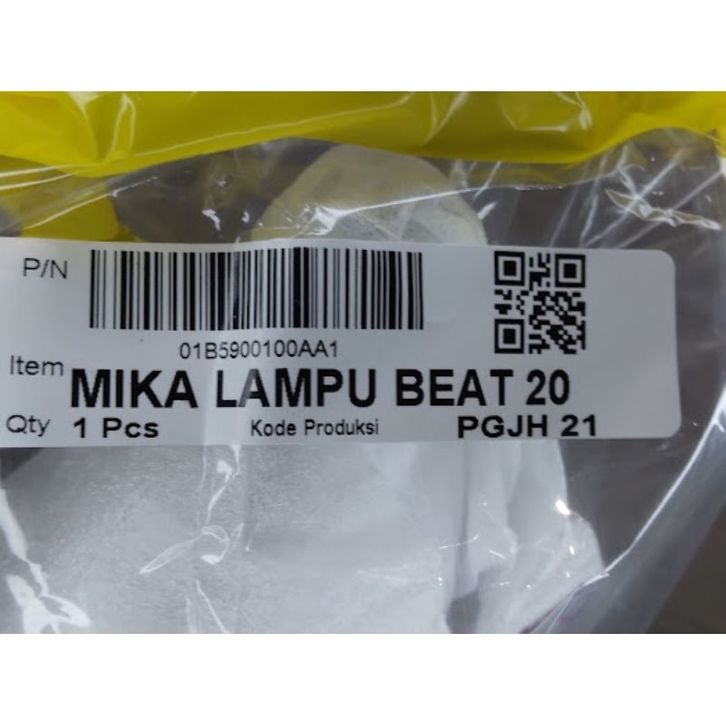 P/N
01B5900100AA1
Item MIKA LAMPU BEAT 20
Qty 1 Pcs Kode Produksi PGJH 21